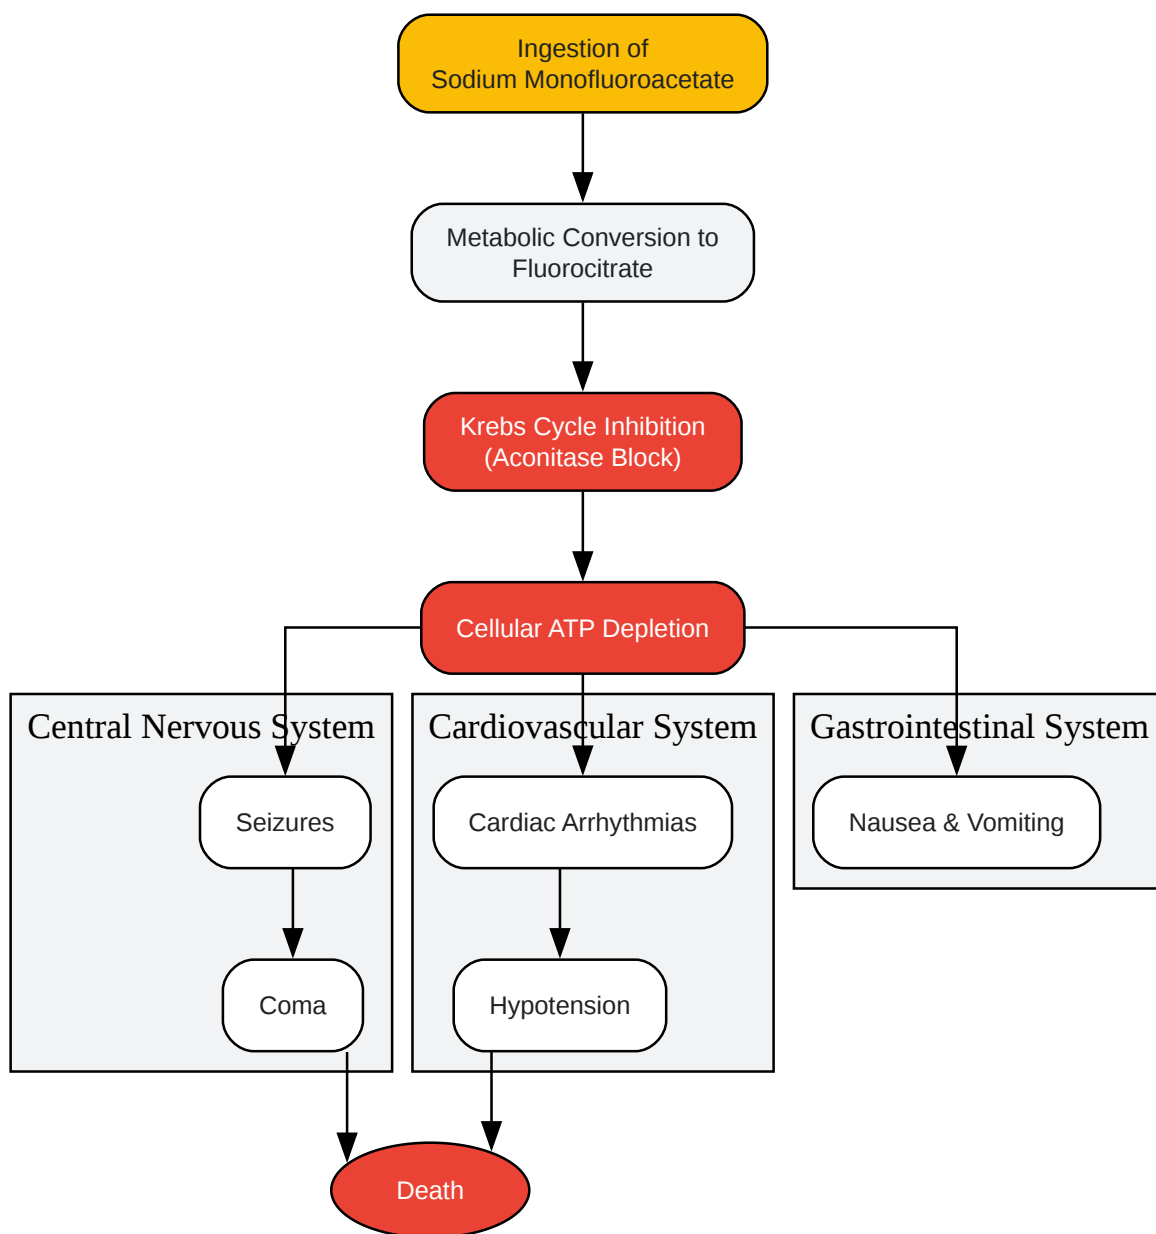 Ingestion of
Sodium Monofluoroacetate
Metabolic Conversion to
Fluorocitrate
Krebs Cycle Inhibition
(Aconitase Block)
Cellular ATP Depletion
Central Nervous System
Cardiovascular System
Gastrointestinal System
Seizures
Cardiac Arrhythmias
Nausea & Vomiting
Coma
Hypotension
Death